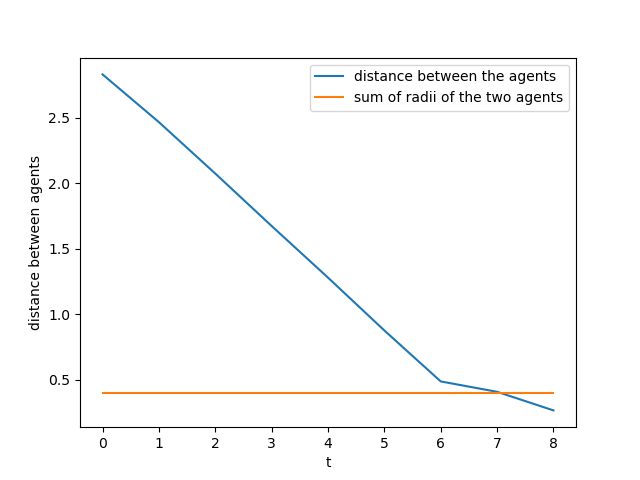 distance between the agents
sum of radii of the two agents
distance between agents
2.5
2.0
1.5
1.0
0.5
0 1 2 3 4 5 6 7 8
t